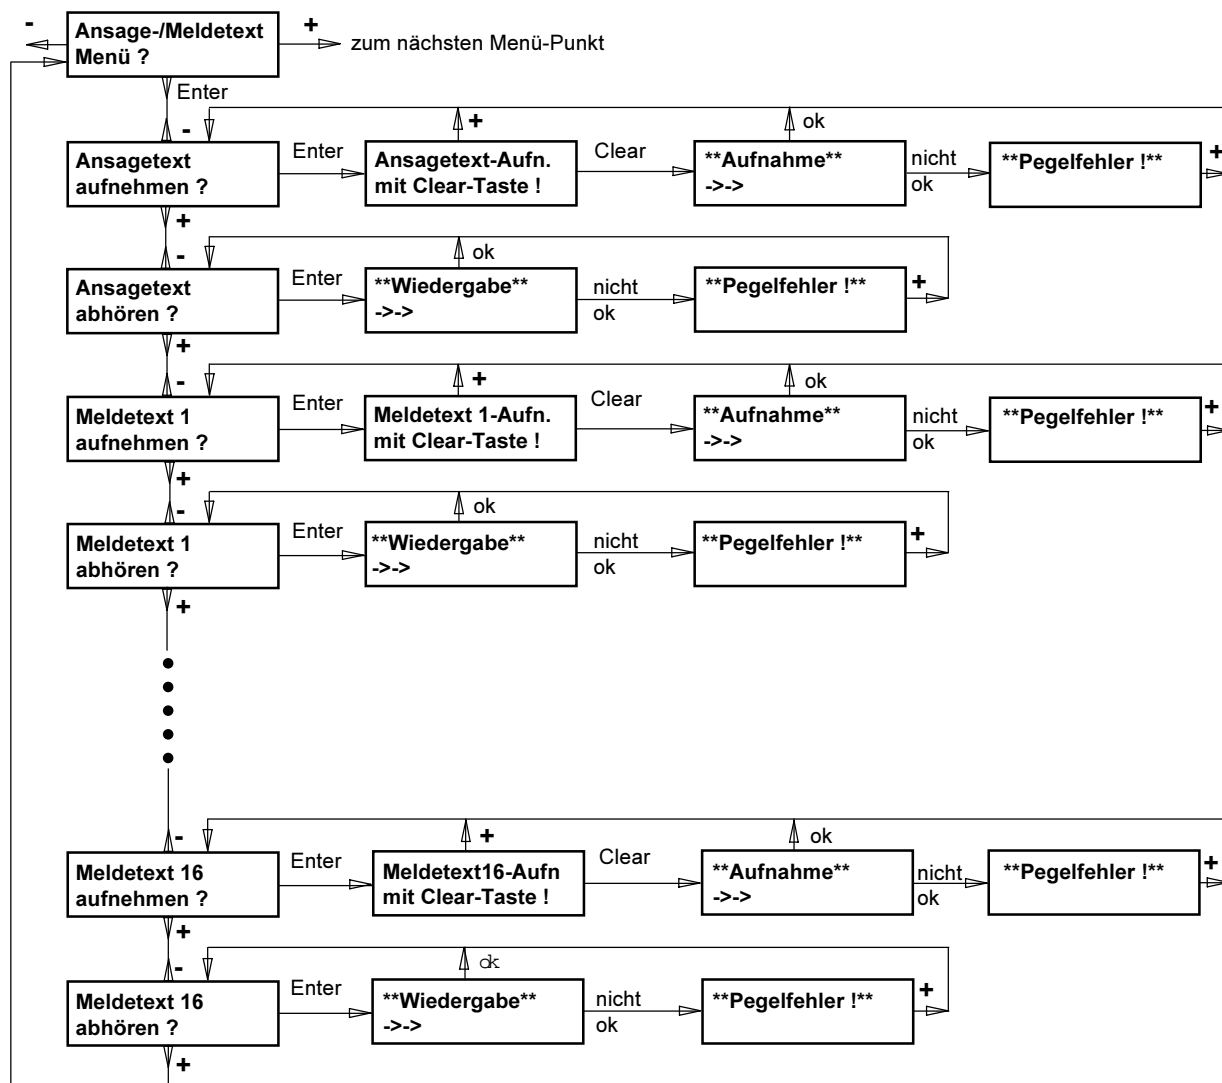 -
Ansage-/Meldetext
Menü ?
+
zum nächsten Menü-Punkt
Enter
-
Ansagetext
aufnehmen ?
Enter
+
Ansagetext-Aufn.
mit Clear-Taste !
Clear
ok
**Aufnahme**
->->
nicht
ok
**Pegelfehler !**
+
+
-
Ansagetext
abhören ?
Enter
ok
**Wiedergabe**
->->
nicht
ok
**Pegelfehler !**
+
+
-
Meldetext 1
aufnehmen ?
Enter
+
Meldetext 1-Aufn.
mit Clear-Taste !
Clear
ok
**Aufnahme**
->->
nicht
ok
**Pegelfehler !**
+
+
-
Meldetext 1
abhören ?
Enter
ok
**Wiedergabe**
->->
nicht
ok
**Pegelfehler !**
+
+
-
Meldetext 16
aufnehmen ?
Enter
+
Meldetext16-Aufn
mit Clear-Taste !
Clear
ok
**Aufnahme**
->->
nicht
ok
**Pegelfehler !**
+
+
-
Meldetext 16
abhören ?
Enter
ok
**Wiedergabe**
->->
nicht
ok
**Pegelfehler !**
+
+